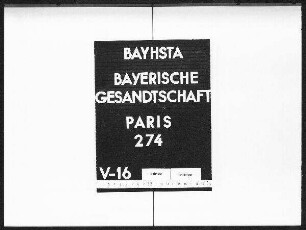 BAYHSTA
BAYERISCHE
GESANDTSCHAFT
PARIS
274
V-16